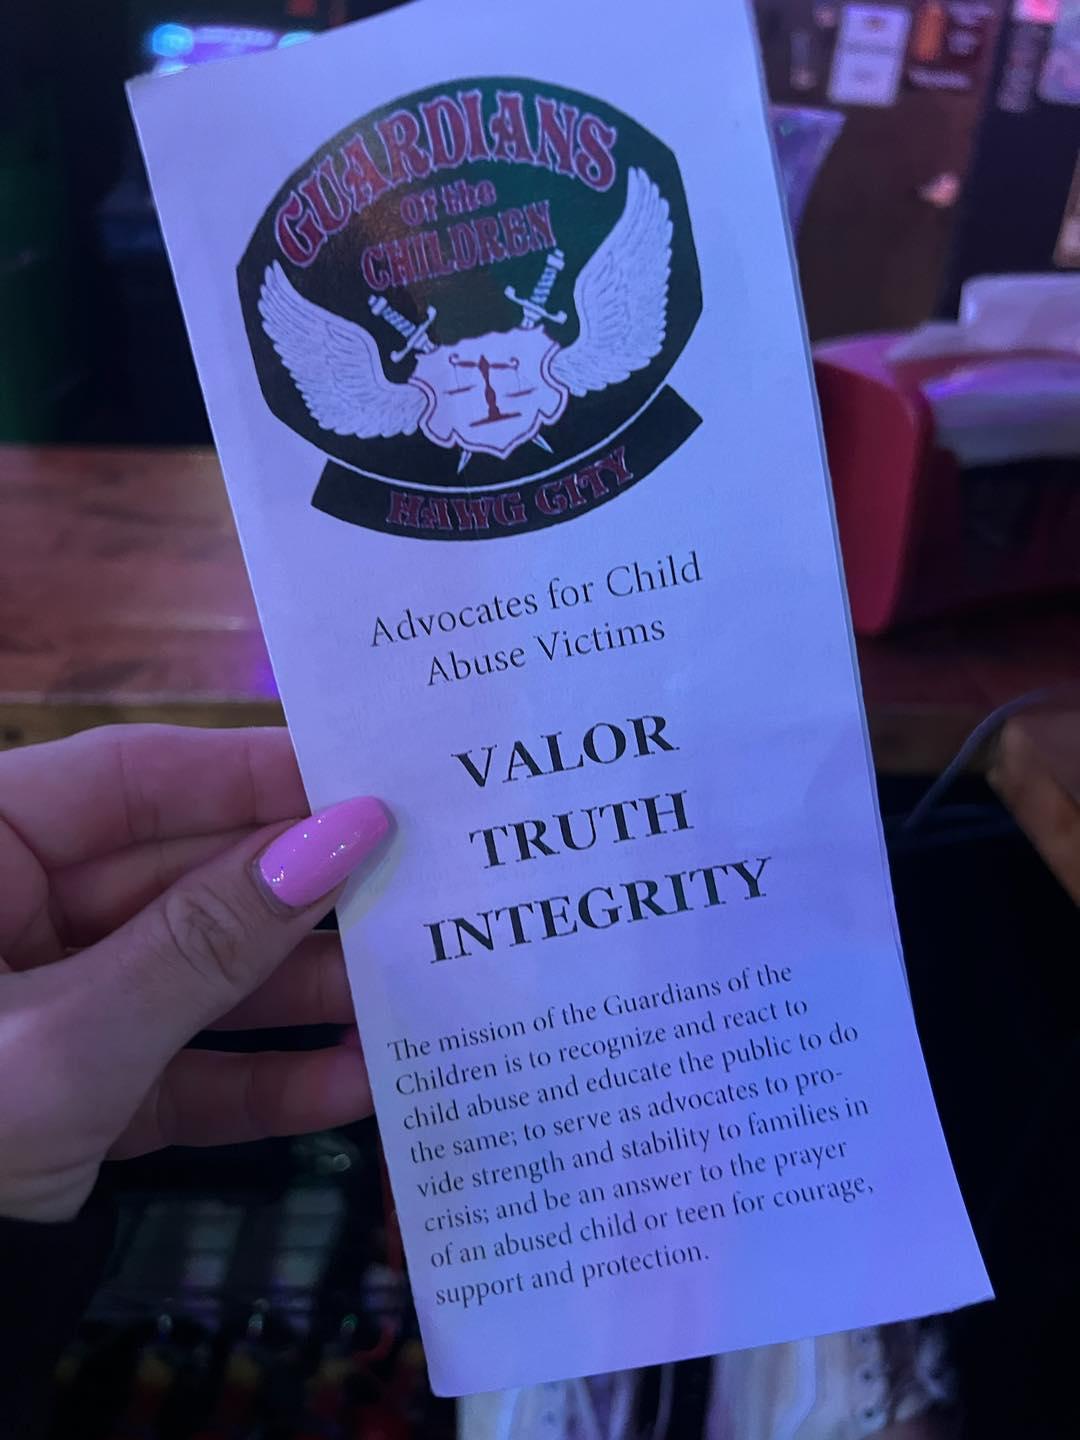 GUARDIANS
of the
CHILDREN
HAWG CITY
Advocates for Child
Abuse Victims
VALOR
TRUTH
INTEGRITY
The mission of the Guardians of the
Children is to recognize and react to
child abuse and educate the public to do
the same; to serve as advocates to pro-
vide strength and stability to families in
crisis; and be an answer to the prayer
of an abused child or teen for courage,
support and protection.